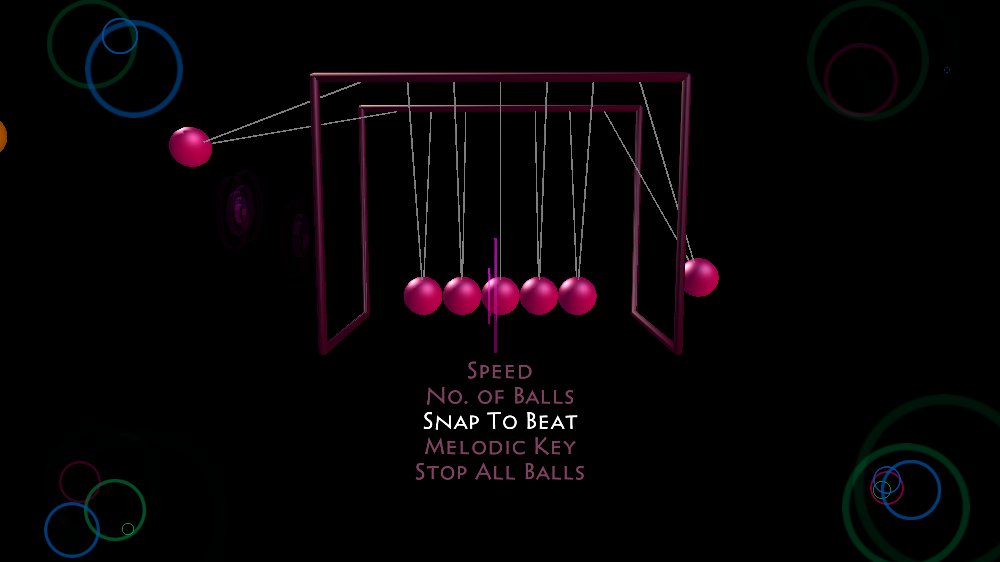 Speed
No. of Balls
Snap To Beat
Melodic Key
Stop All Balls